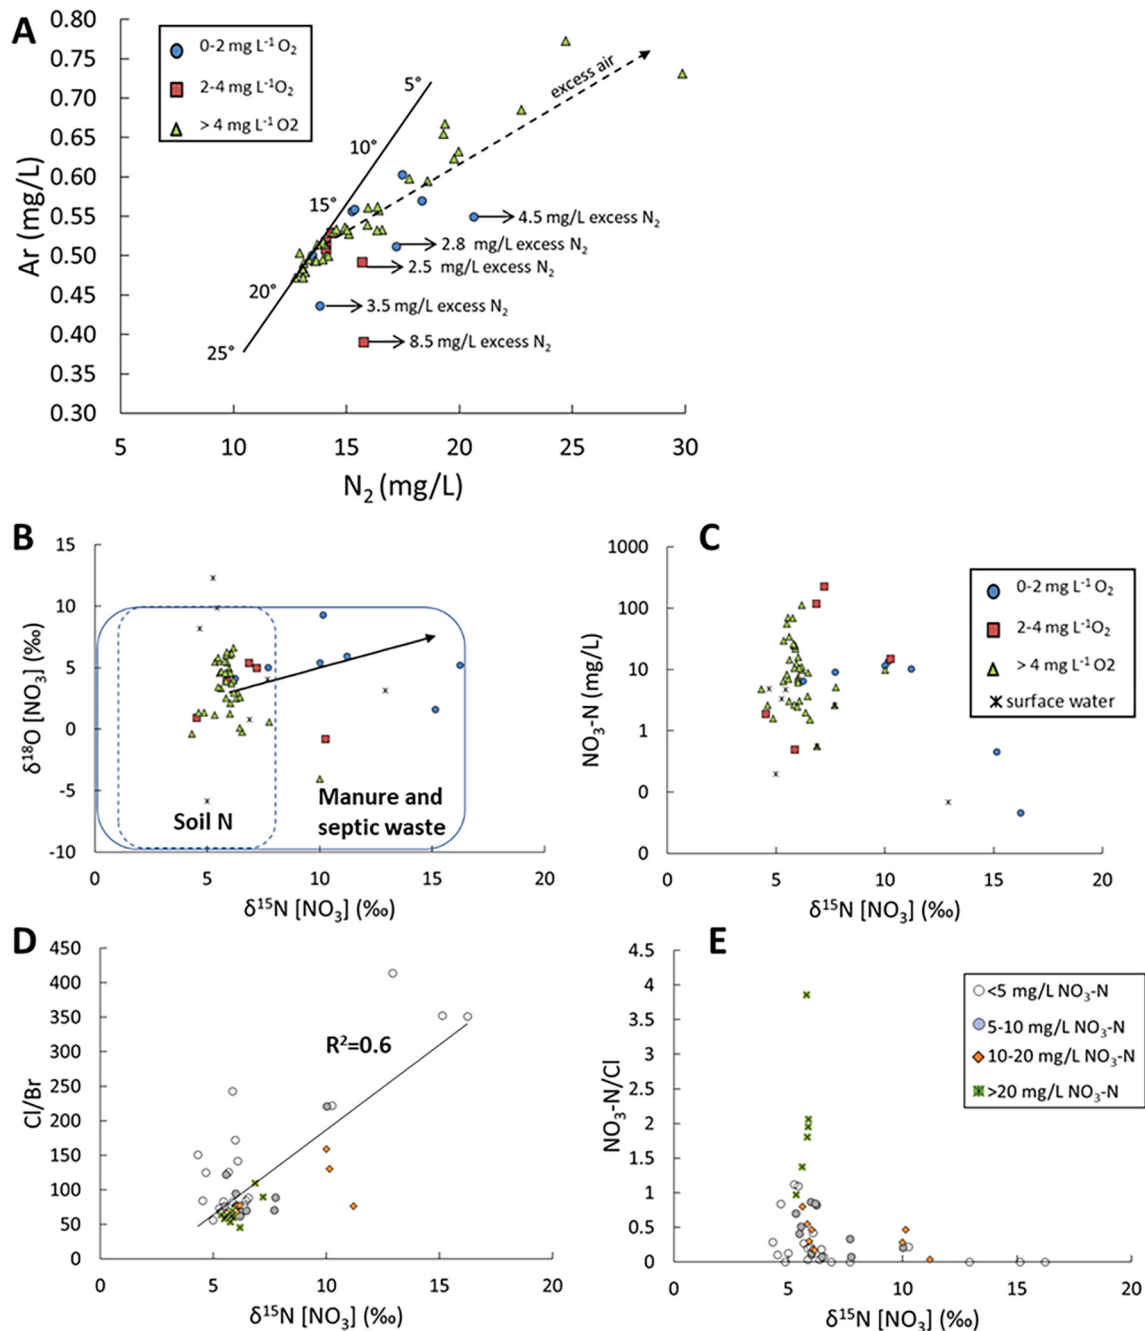 A
0.80
0.75
0.70
0.65
0.60
0.55
0.50
0.45
0.40
0.35
0.30
Ar (mg/L)
0-2 mg L⁻¹ O₂
2-4 mg L⁻¹O₂
> 4 mg L⁻¹ O2
5°
10°
15°
20°
25°
excess air
4.5 mg/L excess N₂
2.8 mg/L excess N₂
2.5 mg/L excess N₂
3.5 mg/L excess N₂
8.5 mg/L excess N₂
5 10 15 20 25 30
N₂ (mg/L)
B
15
10
5
0
-5
-10
δ¹⁸O [NO₃] (‰)
Soil N
Manure and
septic waste
0 5 10 15 20
δ¹⁵N [NO₃] (‰)
C
1000
100
10
1
0
0
NO₃-N (mg/L)
0-2 mg L⁻¹ O₂
2-4 mg L⁻¹O₂
> 4 mg L⁻¹ O2
surface water
0 5 10 15 20
δ¹⁵N [NO₃] (‰)
D
450
400
350
300
250
200
150
100
50
0
Cl/Br
R²=0.6
0 5 10 15 20
δ¹⁵N [NO₃] (‰)
E
4.5
4
3.5
3
2.5
2
1.5
1
0.5
0
NO₃-N/Cl
<5 mg/L NO₃-N
5-10 mg/L NO₃-N
10-20 mg/L NO₃-N
>20 mg/L NO₃-N
0 5 10 15 20
δ¹⁵N [NO₃] (‰)